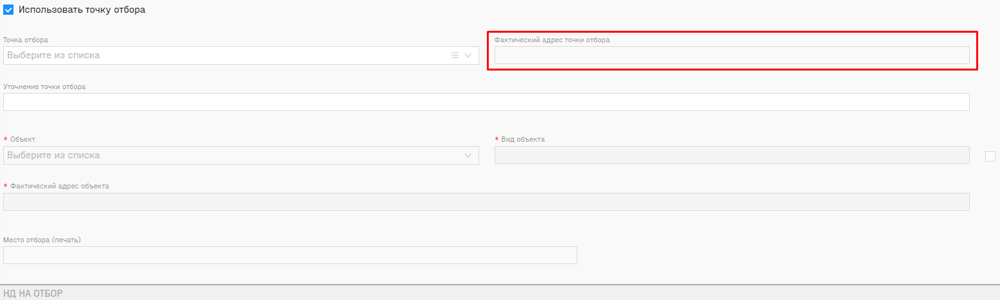 Использовать точку отбора
Точка отбора
Фактический адрес точки отбора
Выберите из списка
Уточнение точки отбора
* Объект
* Вид объекта
Выберите из списка
* Фактический адрес объекта
Место отбора (печать)
НД НА ОТБОР